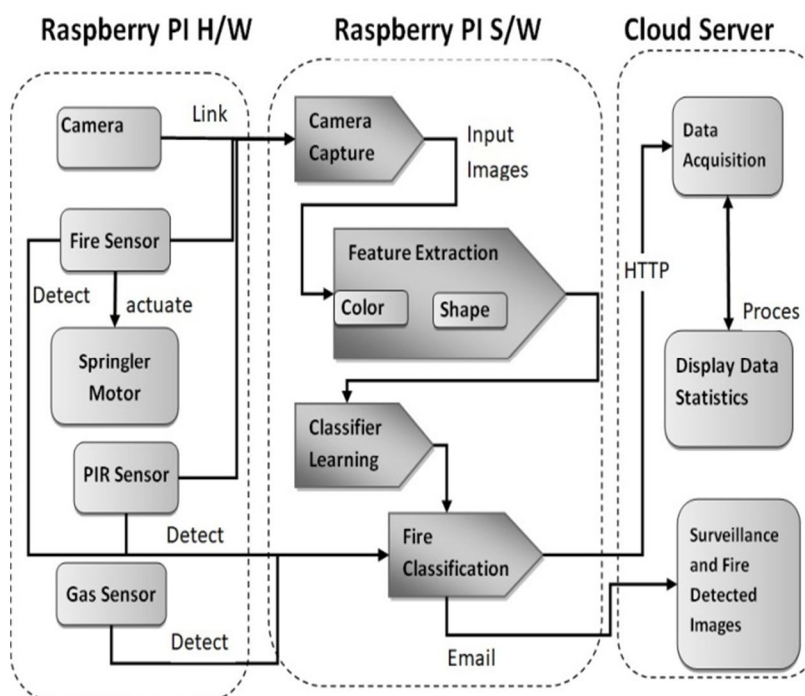 Raspberry PI H/W
Raspberry PI S/W
Cloud Server
Camera
Link
Fire Sensor
Detect
actuate
Springler
Motor
PIR Sensor
Detect
Gas Sensor
Detect
Camera
Capture
Input
Images
Feature Extraction
Color
Shape
Classifier
Learning
Fire
Classification
Email
HTTP
Data
Acquisition
Proces
Display Data
Statistics
Surveillance
and Fire
Detected
Images